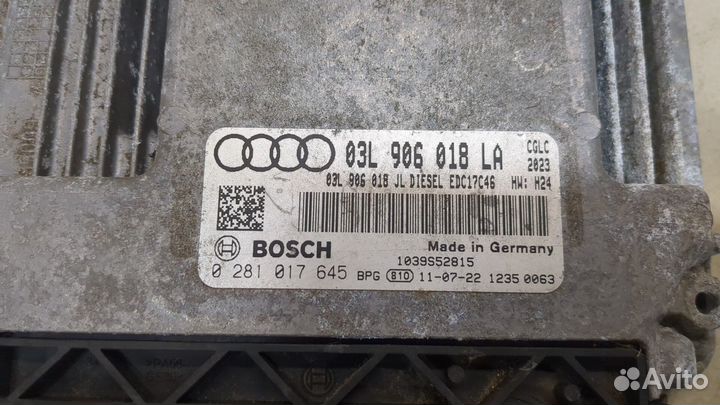 03L 906 018 LA CGLC
2023
03L 906 018 JL DIESEL EDC17C46 HW: H24
BOSCH Made in Germany
1039S52815
0 281 017 645 BPG 810 11-07-22 1235 0063
Avito